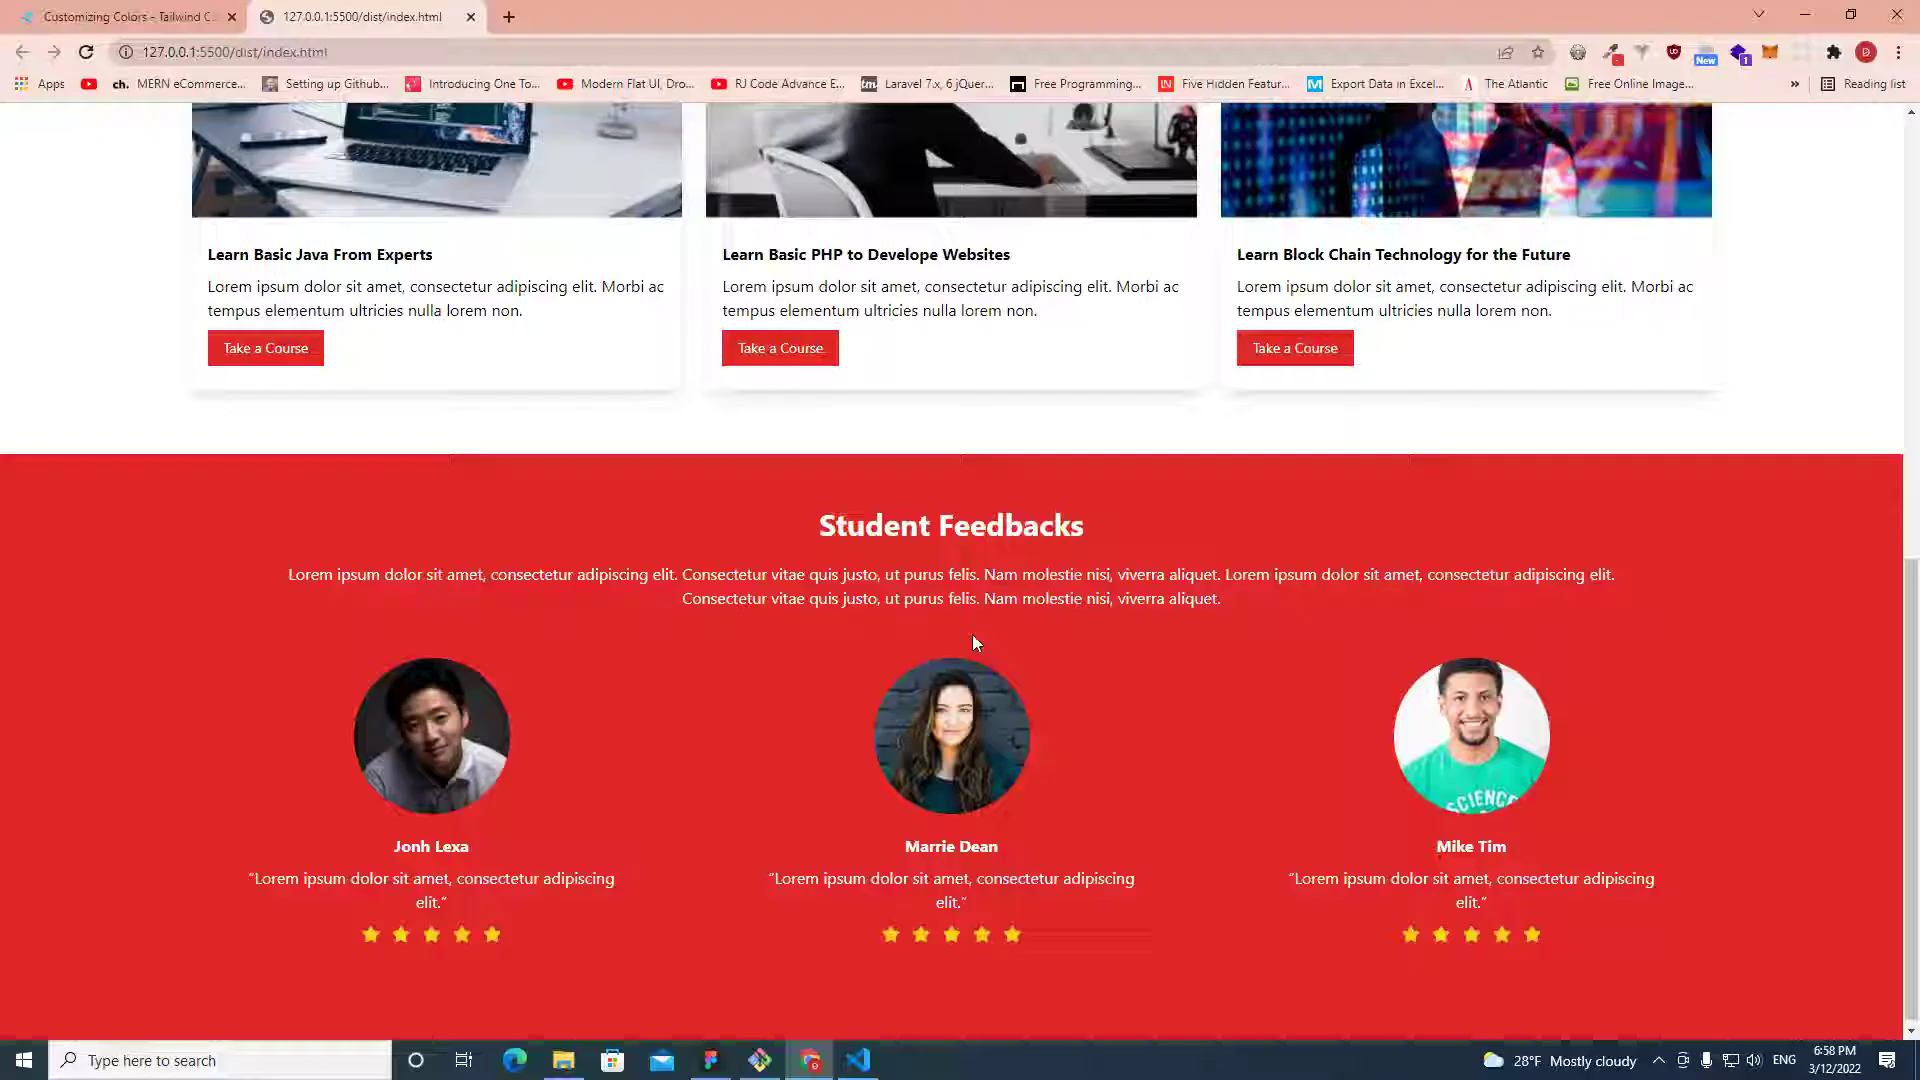 Customizing Colors - Tailwind C
127.0.0.1:5500/dist/index.html
127.0.0.1:5500/dist/index.html
Apps
ch. MERN eCommerce...
Setting up Github...
Introducing One To...
Modern Flat UI, Dro...
RJ Code Advance E...
tm Laravel 7.x, 6 jQuer...
Free Programming...
LN Five Hidden Featur...
M Export Data in Excel...
The Atlantic
Free Online Image...
»
Reading list
New
1
D
Learn Basic Java From Experts
Lorem ipsum dolor sit amet, consectetur adipiscing elit. Morbi ac
tempus elementum ultricies nulla lorem non.
Take a Course
Learn Basic PHP to Develope Websites
Lorem ipsum dolor sit amet, consectetur adipiscing elit. Morbi ac
tempus elementum ultricies nulla lorem non.
Take a Course
Learn Block Chain Technology for the Future
Lorem ipsum dolor sit amet, consectetur adipiscing elit. Morbi ac
tempus elementum ultricies nulla lorem non.
Take a Course
Student Feedbacks
Lorem ipsum dolor sit amet, consectetur adipiscing elit. Consectetur vitae quis justo, ut purus felis. Nam molestie nisi, viverra aliquet. Lorem ipsum dolor sit amet, consectetur adipiscing elit.
Consectetur vitae quis justo, ut purus felis. Nam molestie nisi, viverra aliquet.
SCIENCE
Jonh Lexa
“Lorem ipsum dolor sit amet, consectetur adipiscing
elit.”
Marrie Dean
“Lorem ipsum dolor sit amet, consectetur adipiscing
elit.”
Mike Tim
“Lorem ipsum dolor sit amet, consectetur adipiscing
elit.”
Type here to search
28°F Mostly cloudy
ENG
6:58 PM
3/12/2022